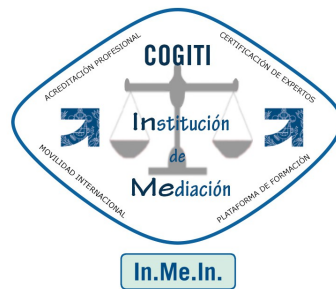 ACREDITACIÓN PROFESIONAL
COGITI
CERTIFICACIÓN DE EXPERTOS
Institución
de
Mediación
MOVILIDAD INTERNACIONAL
PLATAFORMA DE FORMACIÓN
In.Me.In.